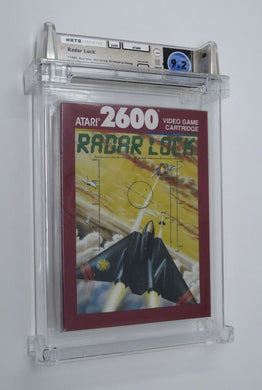 WATA
Radar Lock
9.2
ATARI 2600 VIDEO GAME
CARTRIDGE
RADAR LOCK